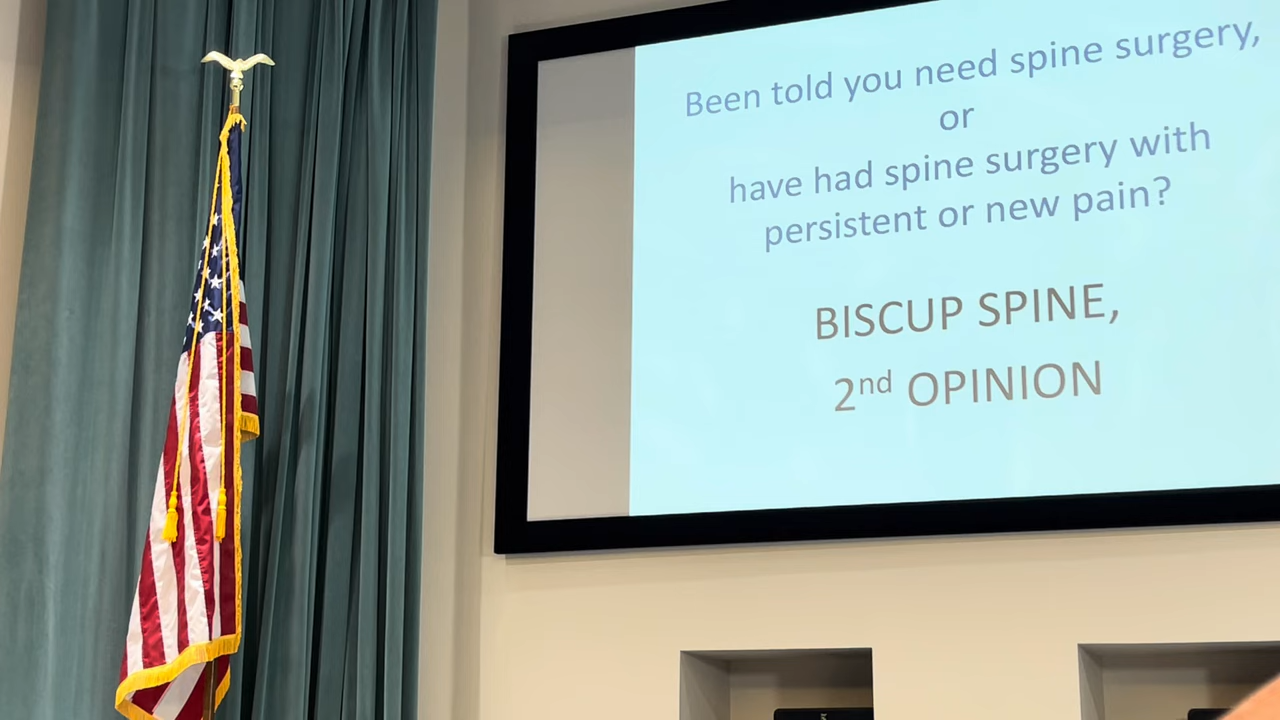 Been told you need spine surgery,
or
have had spine surgery with
persistent or new pain?
BISCUP SPINE,
2nd OPINION